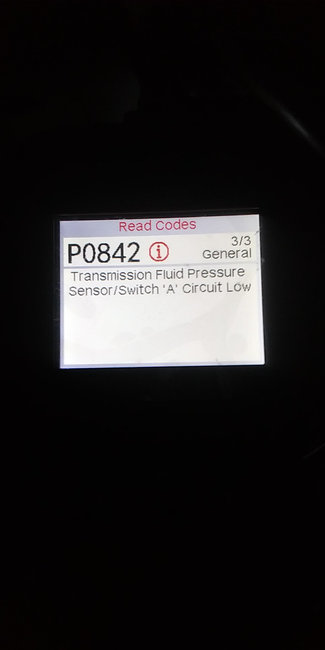 Read Codes
P0842 i 3/3
General
Transmission Fluid Pressure
Sensor/Switch 'A' Circuit Low